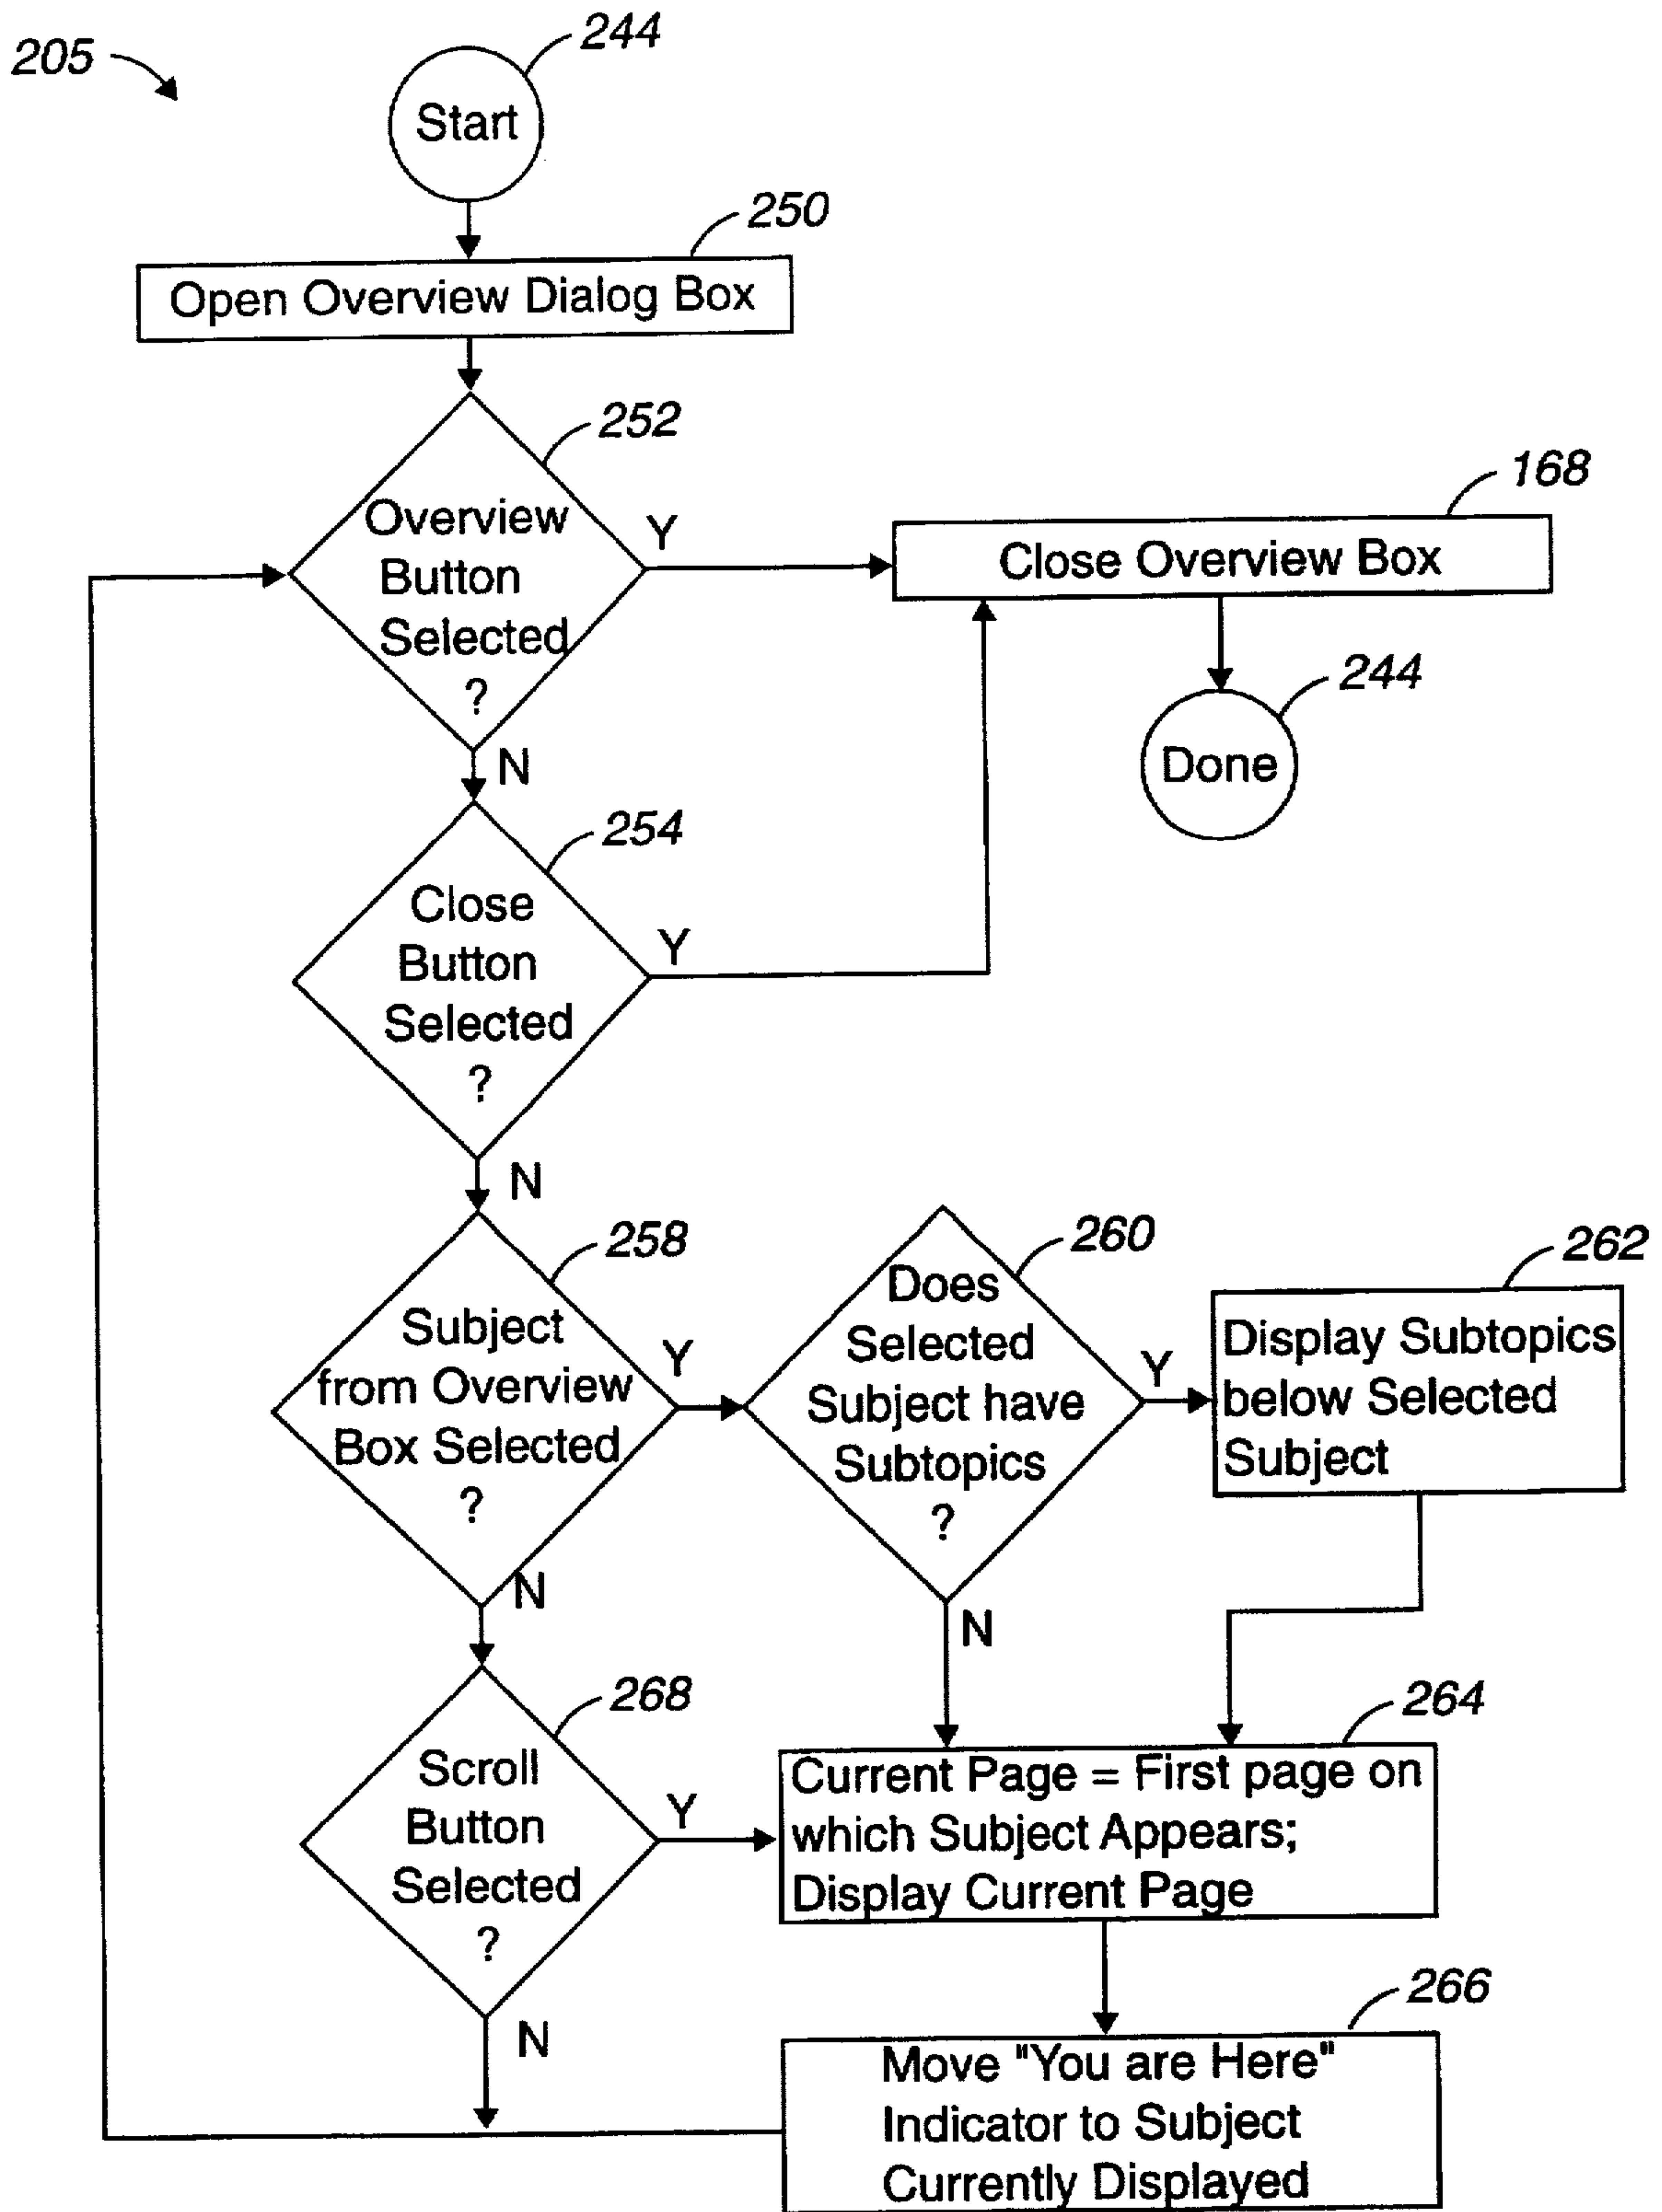 205
244
Start
250
Open Overview Dialog Box
252
Overview
Button
Selected
?
Y
N
168
Close Overview Box
244
Done
254
Close
Button
Selected
?
Y
N
258
Subject
from Overview
Box Selected
?
Y
N
260
Does
Selected
Subject have
Subtopics
?
Y
N
262
Display Subtopics
below Selected
Subject
268
Scroll
Button
Selected
?
Y
N
264
Current Page = First page on
which Subject Appears;
Display Current Page
266
Move "You are Here"
Indicator to Subject
Currently Displayed